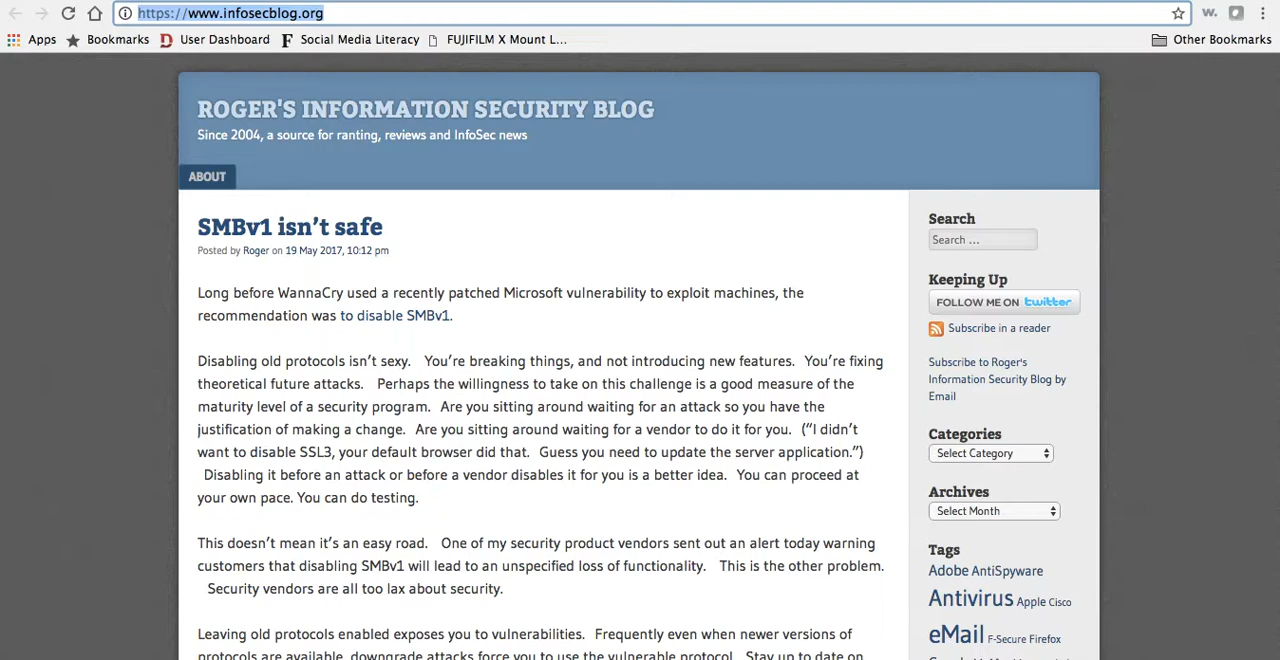 https://www.infosecblog.org
W.
Apps Bookmarks User Dashboard Social Media Literacy FUJIFILM X Mount L... Other Bookmarks
ROGER'S INFORMATION SECURITY BLOG
Since 2004, a source for ranting, reviews and InfoSec news
ABOUT
SMBv1 isn't safe
Posted by Roger on 19 May 2017, 10:12 pm
Long before WannaCry used a recently patched Microsoft vulnerability to exploit machines, the
recommendation was to disable SMBv1.
Disabling old protocols isn't sexy. You're breaking things, and not introducing new features. You're fixing
theoretical future attacks. Perhaps the willingness to take on this challenge is a good measure of the
maturity level of a security program. Are you sitting around waiting for an attack so you have the
justification of making a change. Are you sitting around waiting for a vendor to do it for you. ("I didn't
want to disable SSL3, your default browser did that. Guess you need to update the server application.")
Disabling it before an attack or before a vendor disables it for you is a better idea. You can proceed at
your own pace. You can do testing.
This doesn't mean it's an easy road. One of my security product vendors sent out an alert today warning
customers that disabling SMBv1 will lead to an unspecified loss of functionality. This is the other problem.
Security vendors are all too lax about security.
Leaving old protocols enabled exposes you to vulnerabilities. Frequently even when newer versions of
protocols are available, downgrade attacks force you to use the vulnerable protocol. Stay up to date on
Search
Search ...
Keeping Up
FOLLOW ME ON twitter
Subscribe in a reader
Subscribe to Roger's
Information Security Blog by
Email
Categories
Select Category
Archives
Select Month
Tags
Adobe AntiSpyware
Antivirus Apple Cisco
eMail F-Secure Firefox